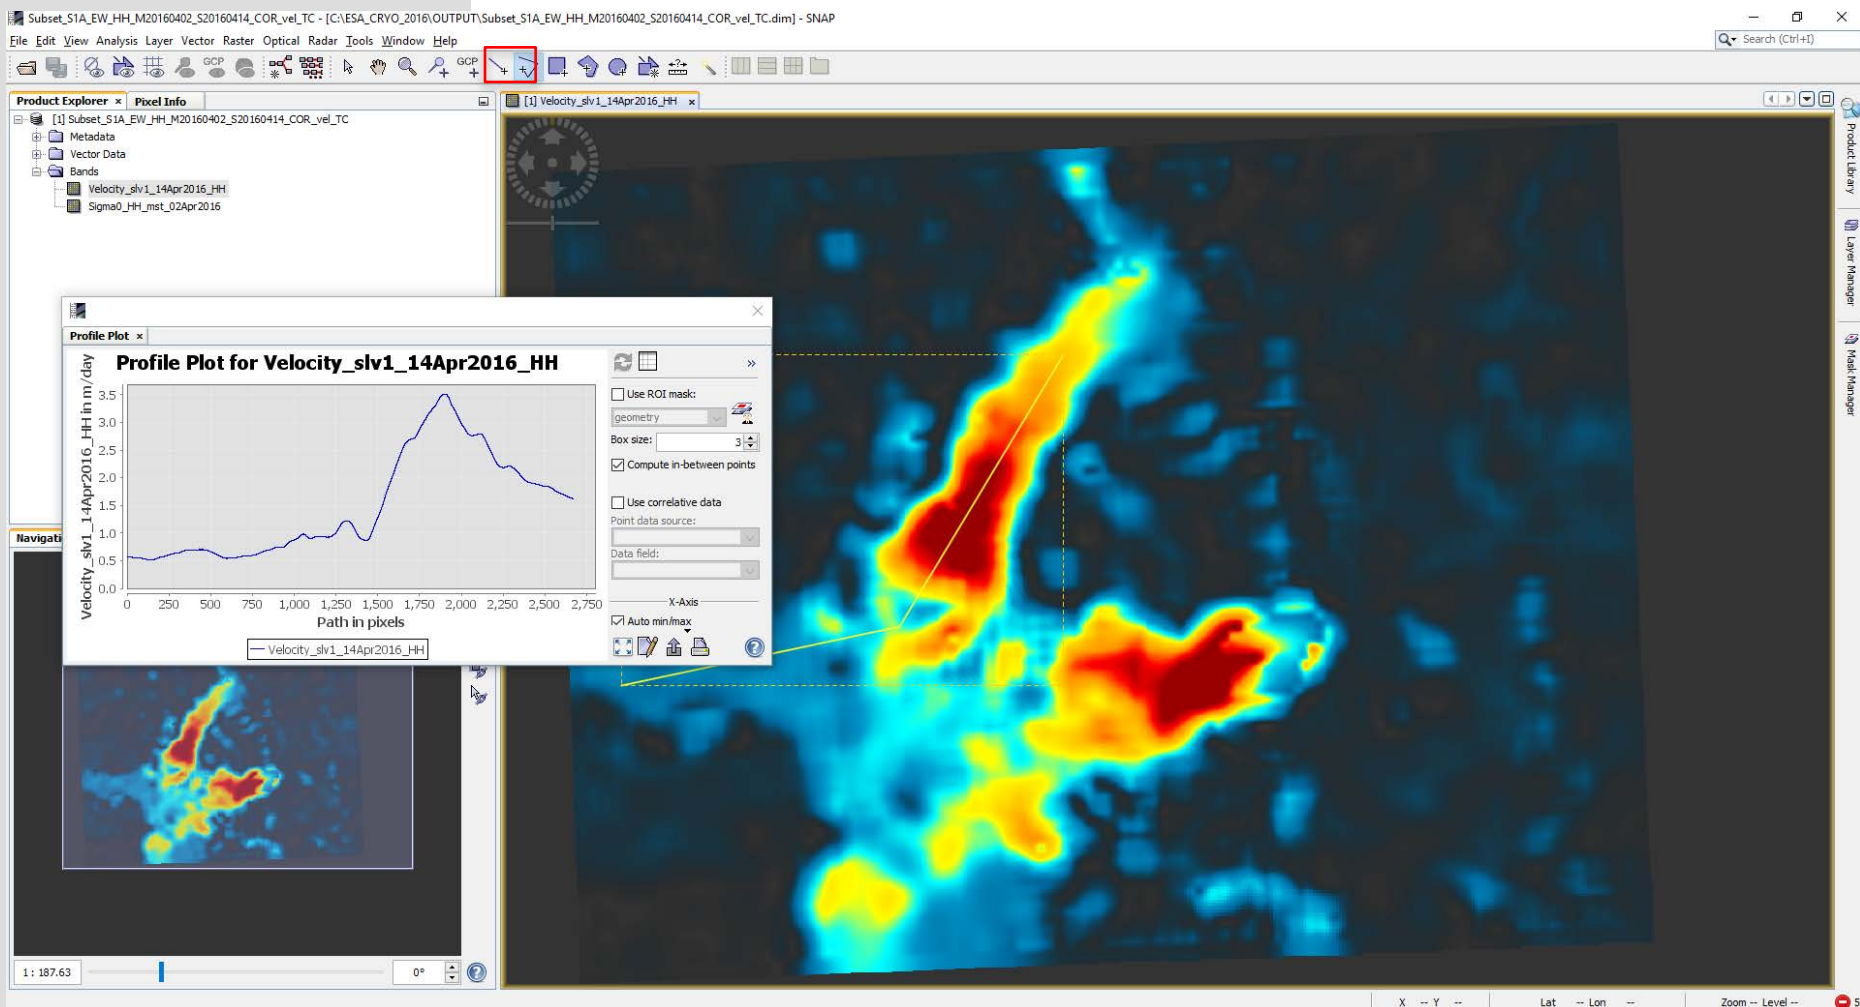 Subset_S1A_EW_HH_M20160402_S20160414_COR_vel_TC - [C:\ESA_CRYO_2016\OUTPUT\Subset_S1A_EW_HH_M20160402_S20160414_COR_vel_TC.dim] - SNAP
File Edit View Analysis Layer Vector Raster Optical Radar Tools Window Help
Search (Ctrl+I)
GCP
GCP
Product Explorer × Pixel Info
[1] Velocity_slv1_14Apr2016_HH ×
[1] Subset_S1A_EW_HH_M20160402_S20160414_COR_vel_TC
Metadata
Vector Data
Bands
Velocity_slv1_14Apr2016_HH
Sigma0_HH_mst_02Apr2016
Product Library
Layer Manager
Mask Manager
Profile Plot ×
Profile Plot for Velocity_slv1_14Apr2016_HH
Velocity_slv1_14Apr2016_HH in m/day
3.5
3.0
2.5
2.0
1.5
1.0
0.5
0.0
0 250 500 750 1,000 1,250 1,500 1,750 2,000 2,250 2,500 2,750
Path in pixels
Velocity_slv1_14Apr2016_HH
»
Use ROI mask:
geometry
Box size: 3
Compute in-between points
Use correlative data
Point data source:
Data field:
X-Axis
Auto min/max
Navigati
1 : 187.63
0°
X -- Y -- Lat -- Lon -- Zoom -- Level --
5